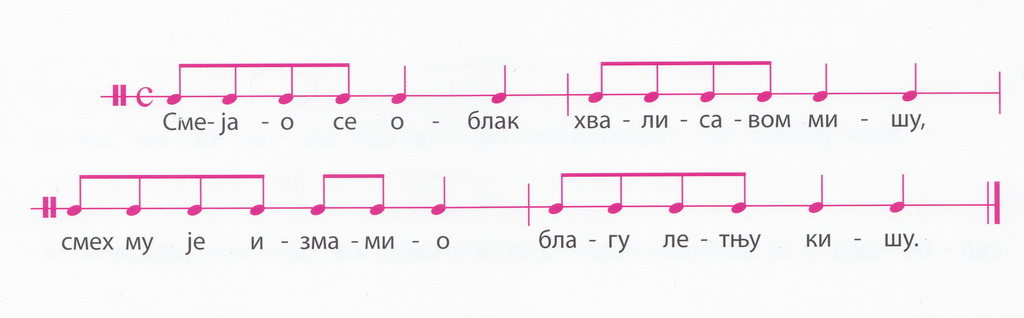 Сме-ја - о се о - блак хва - ли - са - вом ми - шу,
смех му је и - зма - ми - о бла - гу ле - тњу ки - шу.